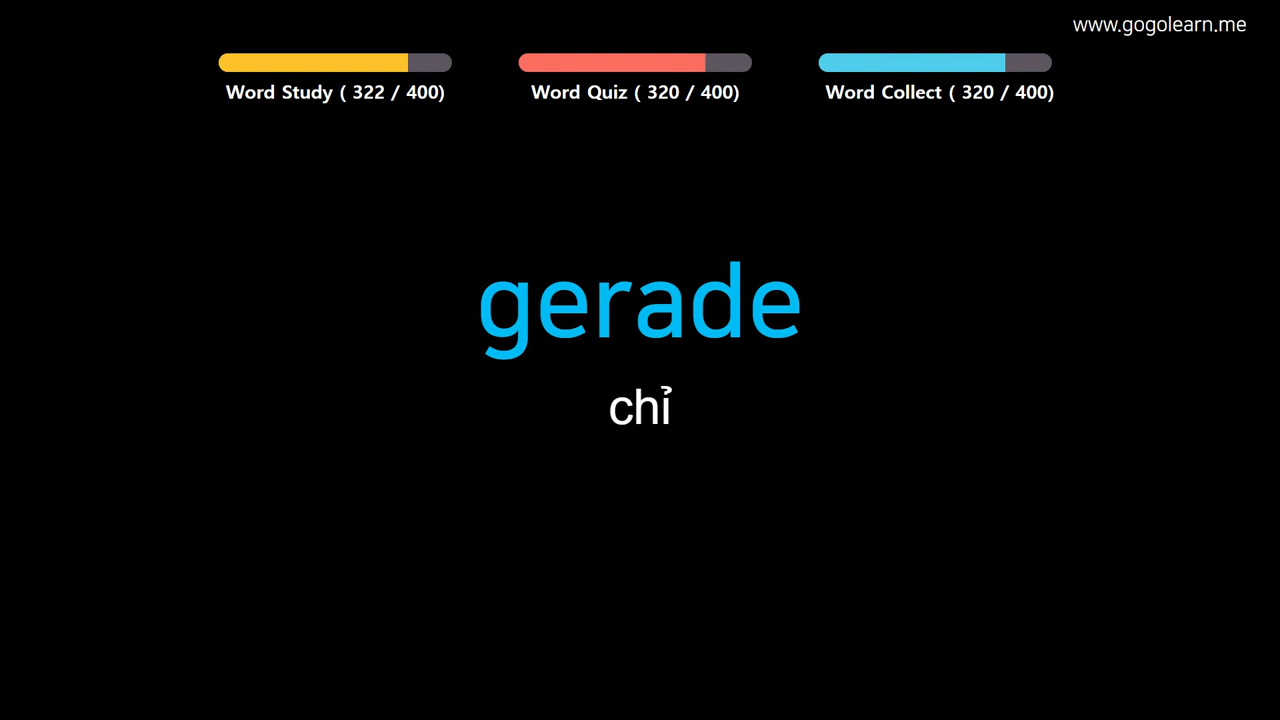 www.gogolearn.me
Word Study ( 322 / 400)
Word Quiz ( 320 / 400)
Word Collect ( 320 / 400)
gerade
chỉ